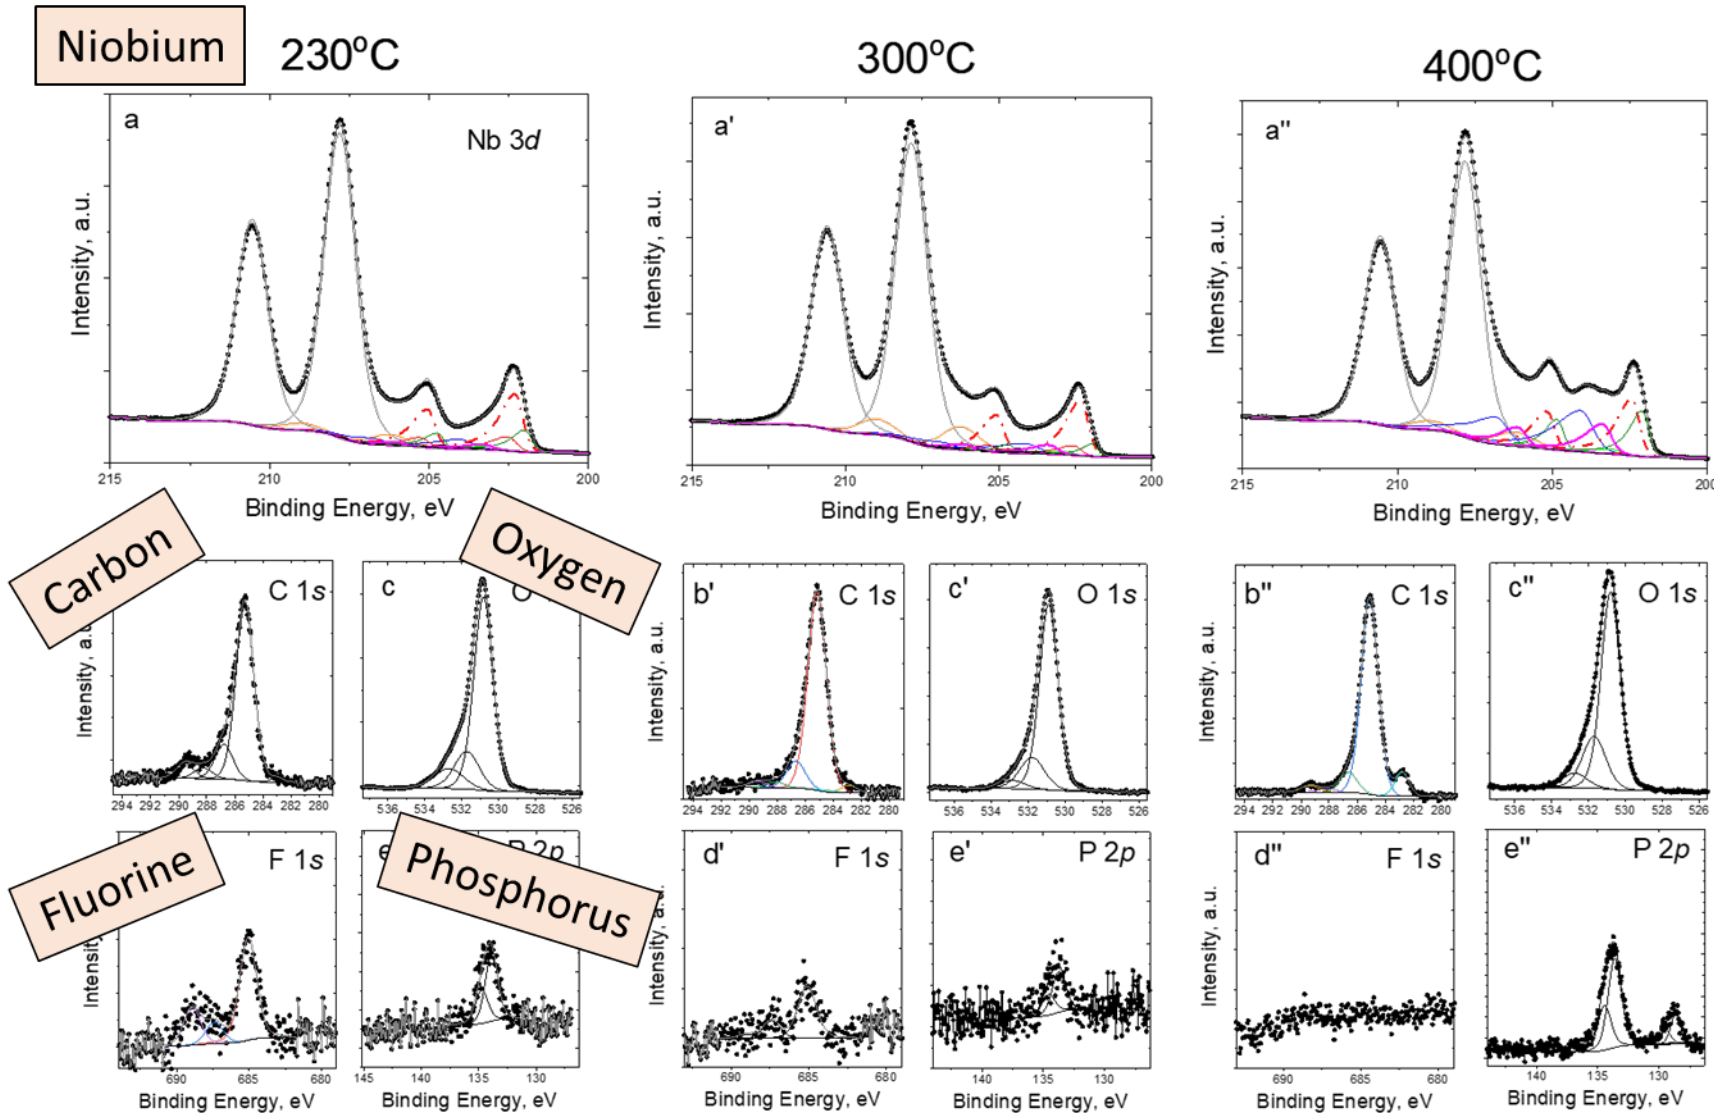 Niobium
230ºC
300ºC
400ºC
a
Nb 3d
a'
a"
Intensity, a.u.
Intensity, a.u.
Intensity, a.u.
215
210
205
200
215
210
205
200
215
210
205
200
Binding Energy, eV
Binding Energy, eV
Binding Energy, eV
Carbon
Oxygen
C 1s
c
O
b'
C 1s
c'
O 1s
b"
C 1s
c"
O 1s
Intensity, a.u.
Intensity, a.u.
Intensity, a.u.
294 292 290 288 286 284 282 280
536 534 532 530 528 526
294 292 290 288 286 284 282 280
536 534 532 530 528 526
294 292 290 288 286 284 282 280
536 534 532 530 528 526
Fluorine
Phosphorus
F 1s
e
P 2p
d'
F 1s
e'
P 2p
d"
F 1s
e"
P 2p
Intensity
Intensity, a.u.
Intensity, a.u.
690 685 680
145 140 135 130
690 685 680
140 135 130
690 685 680
140 135 130
Binding Energy, eV
Binding Energy, eV
Binding Energy, eV
Binding Energy, eV
Binding Energy, eV
Binding Energy, eV